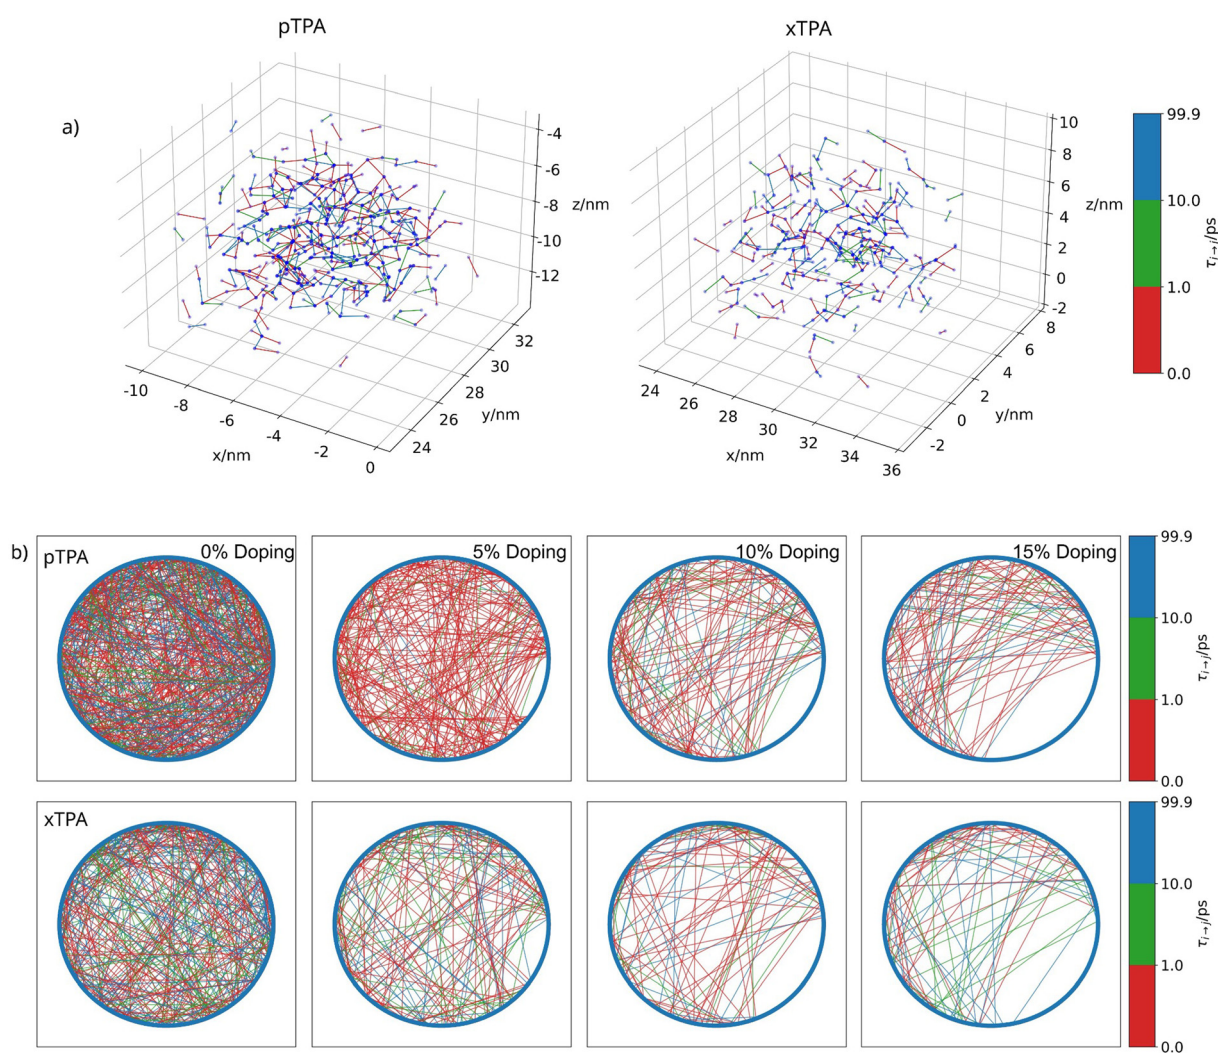 pTPA
xTPA
a)
-4
-6
-8
-10
-12
z/nm
32
30
28
26
24
y/nm
-10
-8
-6
-4
-2
0
x/nm
10
8
6
4
2
0
-2
z/nm
8
6
4
2
0
-2
y/nm
24
26
28
30
32
34
36
x/nm
99.9
10.0
1.0
0.0
τi→i/ps
b)
pTPA
0% Doping
5% Doping
10% Doping
15% Doping
99.9
10.0
1.0
0.0
τi→j/ps
xTPA
99.9
10.0
1.0
0.0
τi→j/ps